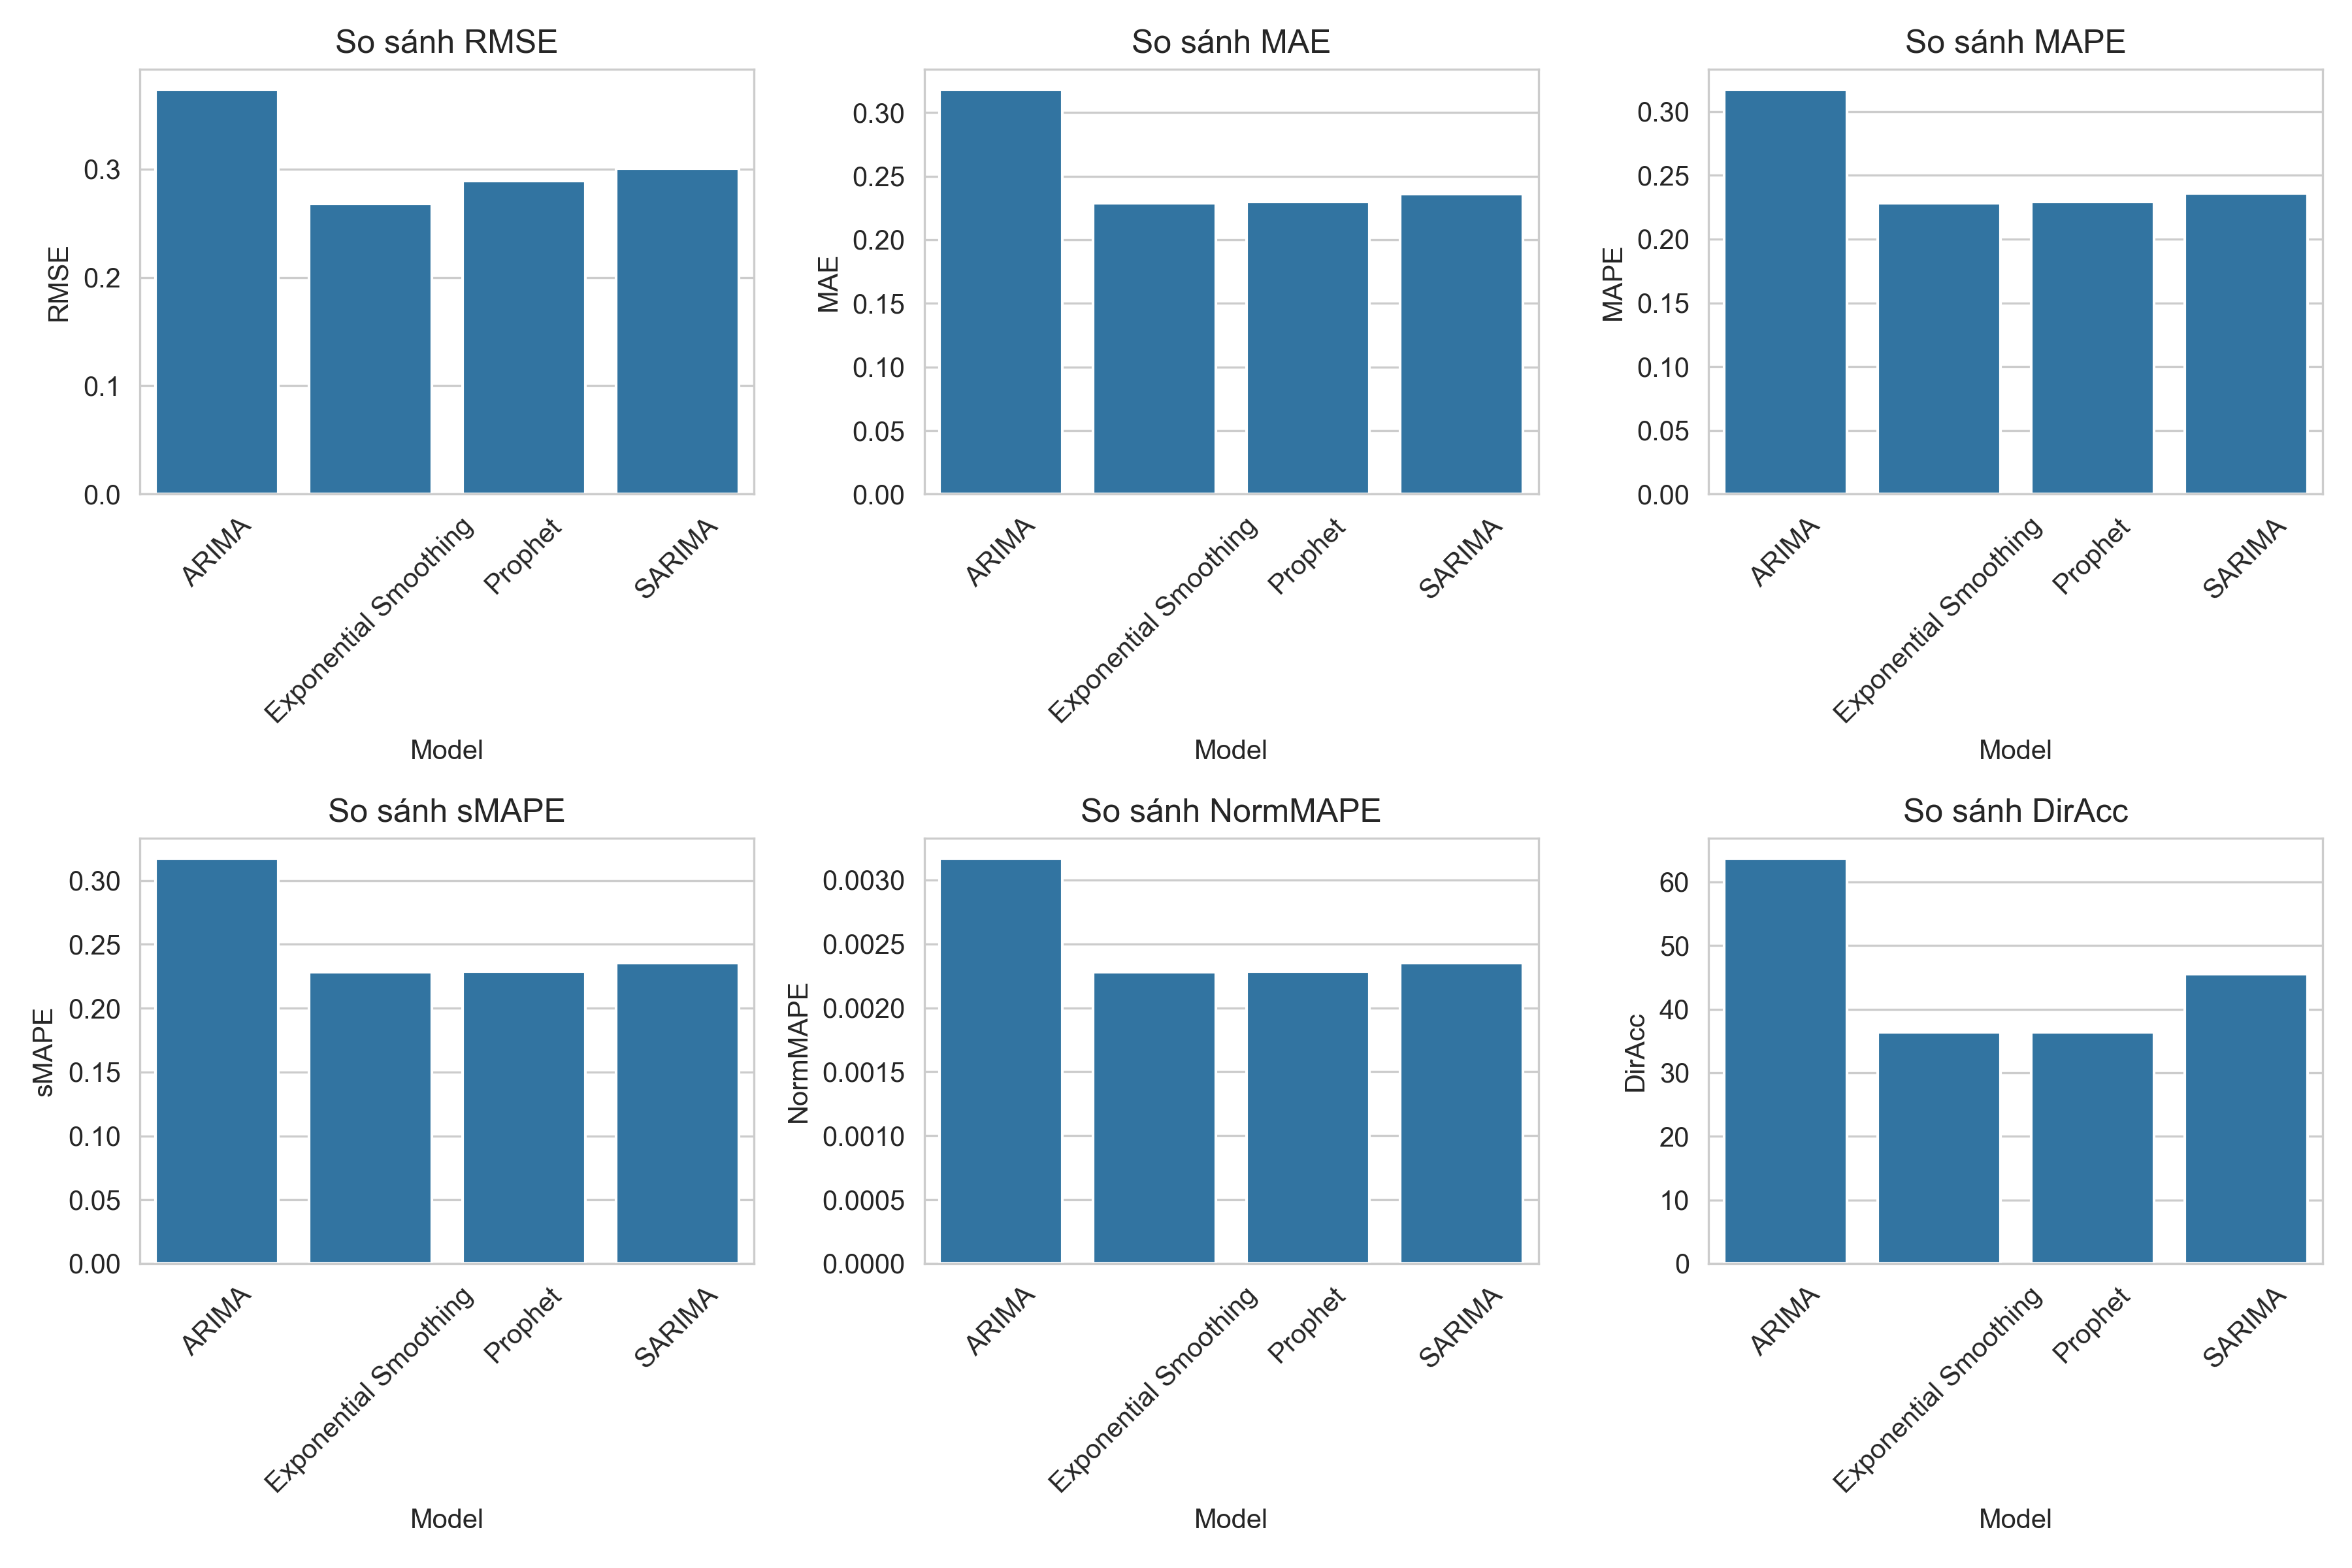 So sánh RMSE
RMSE
0.3
0.2
0.1
0.0
ARIMA
Exponential Smoothing
Prophet
SARIMA
Model
So sánh MAE
MAE
0.30
0.25
0.20
0.15
0.10
0.05
0.00
ARIMA
Exponential Smoothing
Prophet
SARIMA
Model
So sánh MAPE
MAPE
0.30
0.25
0.20
0.15
0.10
0.05
0.00
ARIMA
Exponential Smoothing
Prophet
SARIMA
Model
So sánh sMAPE
sMAPE
0.30
0.25
0.20
0.15
0.10
0.05
0.00
ARIMA
Exponential Smoothing
Prophet
SARIMA
Model
So sánh NormMAPE
NormMAPE
0.0030
0.0025
0.0020
0.0015
0.0010
0.0005
0.0000
ARIMA
Exponential Smoothing
Prophet
SARIMA
Model
So sánh DirAcc
DirAcc
60
50
40
30
20
10
0
ARIMA
Exponential Smoothing
Prophet
SARIMA
Model